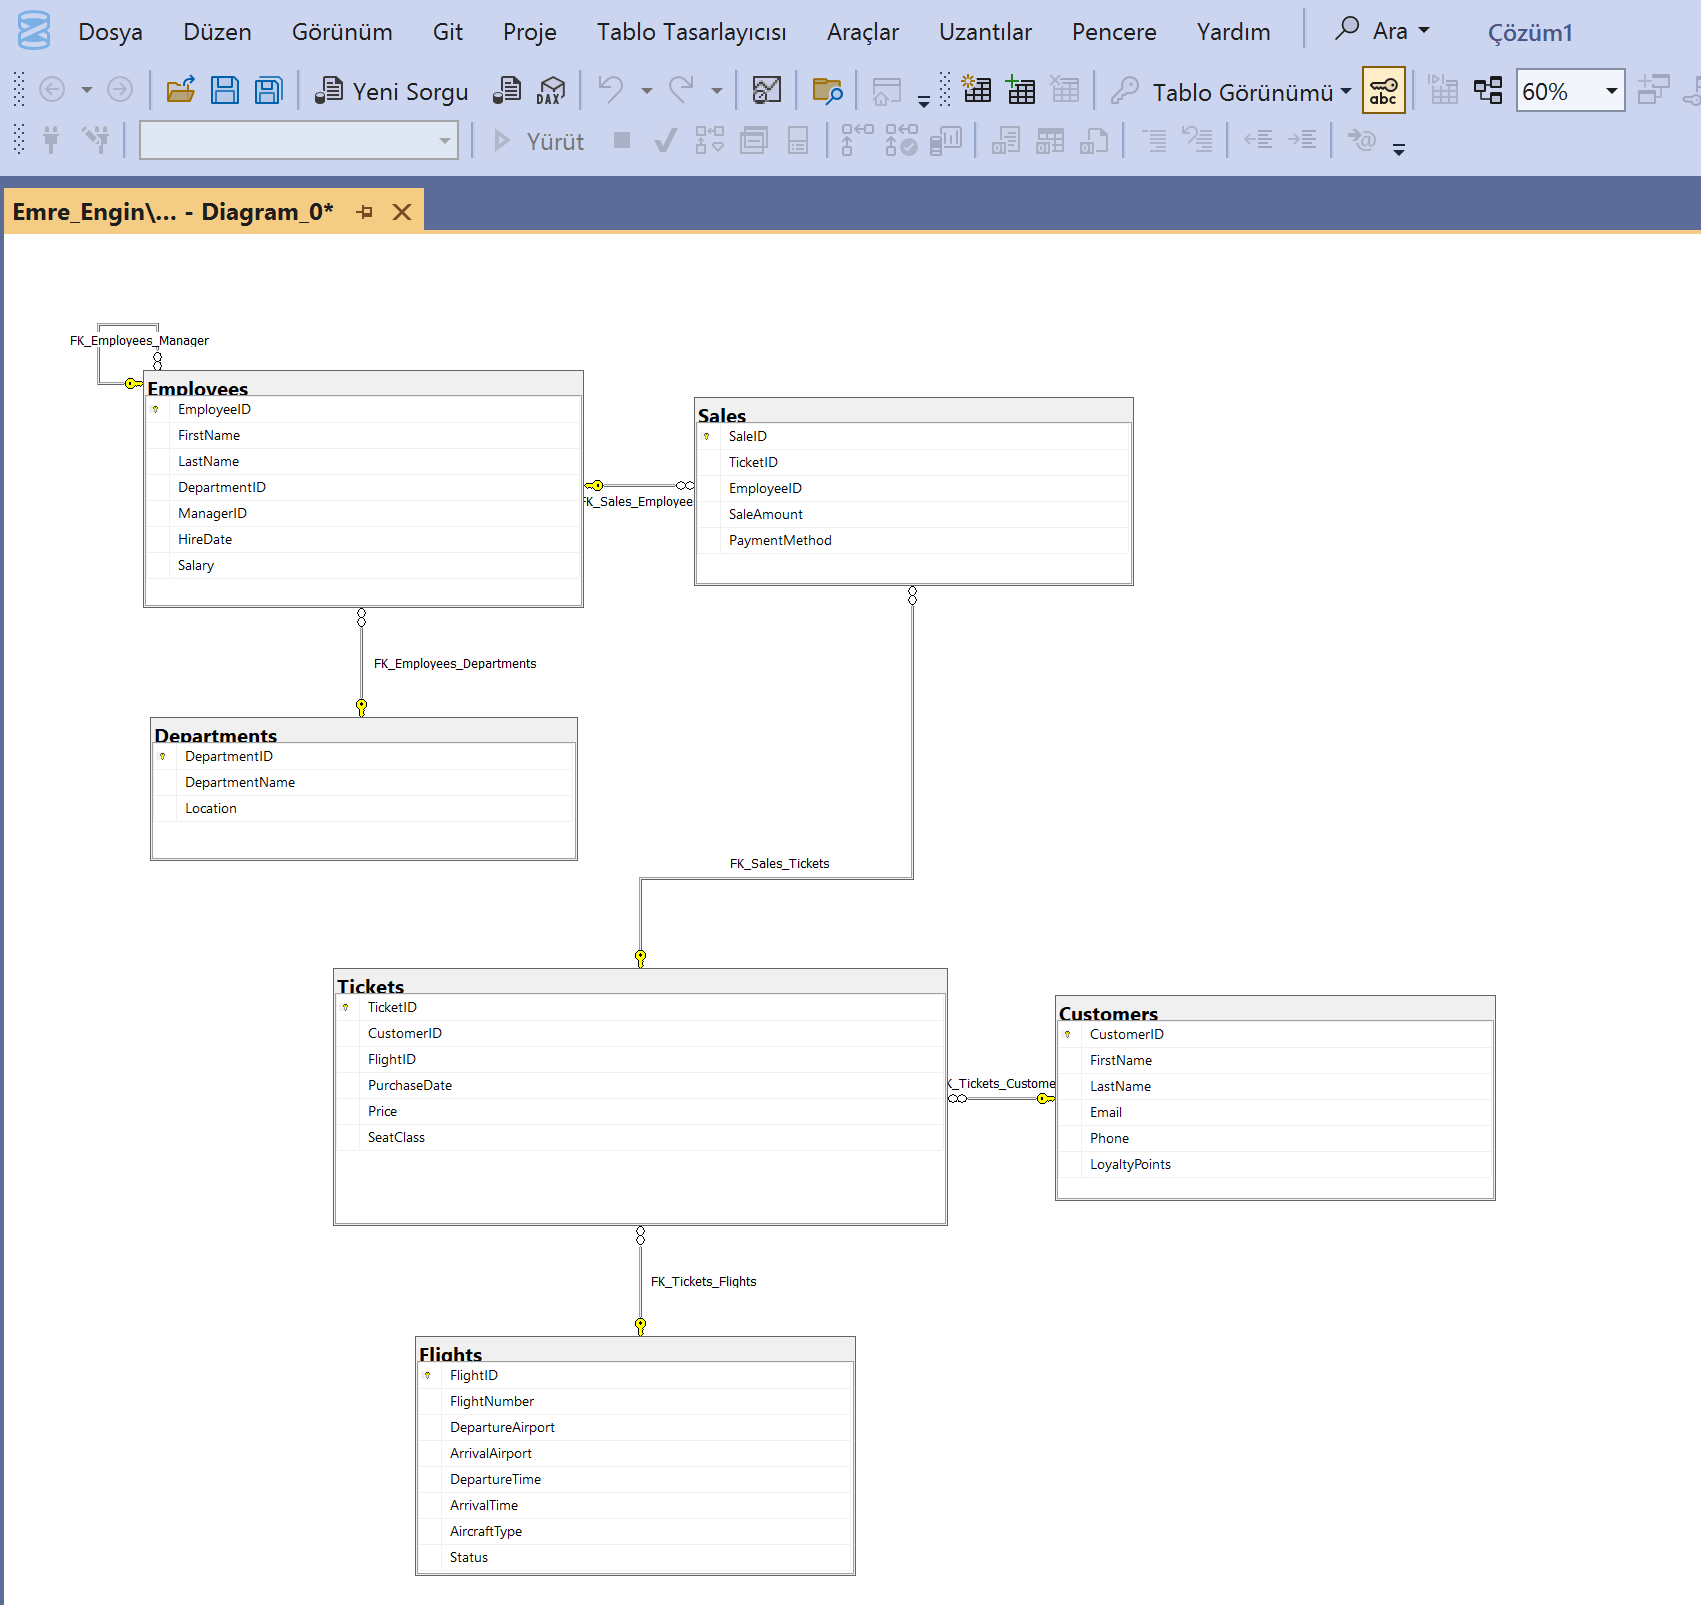 Dosya Düzen Görünüm Git Proje Tablo Tasarlayıcısı Araçlar Uzantılar Pencere Yardım Ara Çözüm1
Yeni Sorgu DAX Tablo Görünümü abc 60%
Yürüt
Emre_Engin\... - Diagram_0*
FK_Employees_Manager
Employees
EmployeeID
FirstName
LastName
DepartmentID
ManagerID
HireDate
Salary
FK_Sales_Employee
Sales
SaleID
TicketID
EmployeeID
SaleAmount
PaymentMethod
FK_Employees_Departments
Departments
DepartmentID
DepartmentName
Location
FK_Sales_Tickets
Tickets
TicketID
CustomerID
FlightID
PurchaseDate
Price
SeatClass
K_Tickets_Custome
Customers
CustomerID
FirstName
LastName
Email
Phone
LoyaltyPoints
FK_Tickets_Flights
Flights
FlightID
FlightNumber
DepartureAirport
ArrivalAirport
DepartureTime
ArrivalTime
AircraftType
Status